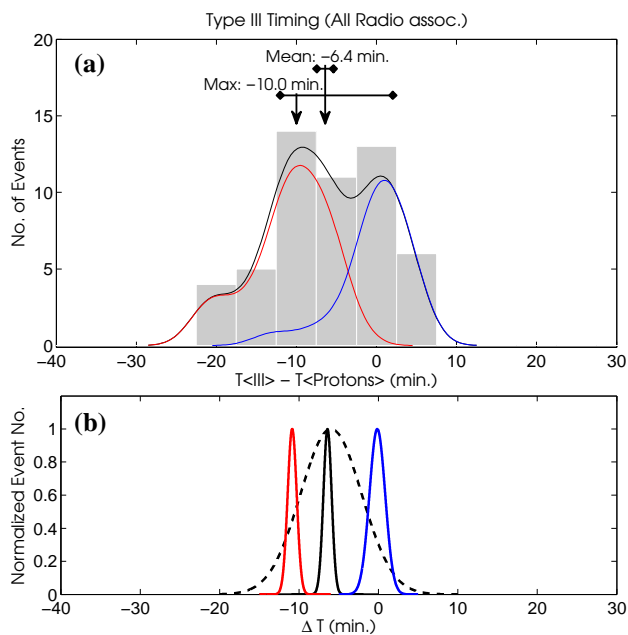 Type III Timing (All Radio assoc.)
20
(a)
Mean: −6.4 min.
Max: −10.0 min.
15
No. of Events
10
5
0
−40 −30 −20 −10 0 10 20 30
T<III> − T<Protons> (min.)
(b)
Normalized Event No.
1
0.8
0.6
0.4
0.2
0
−40 −30 −20 −10 0 10 20 30
Δ T (min.)